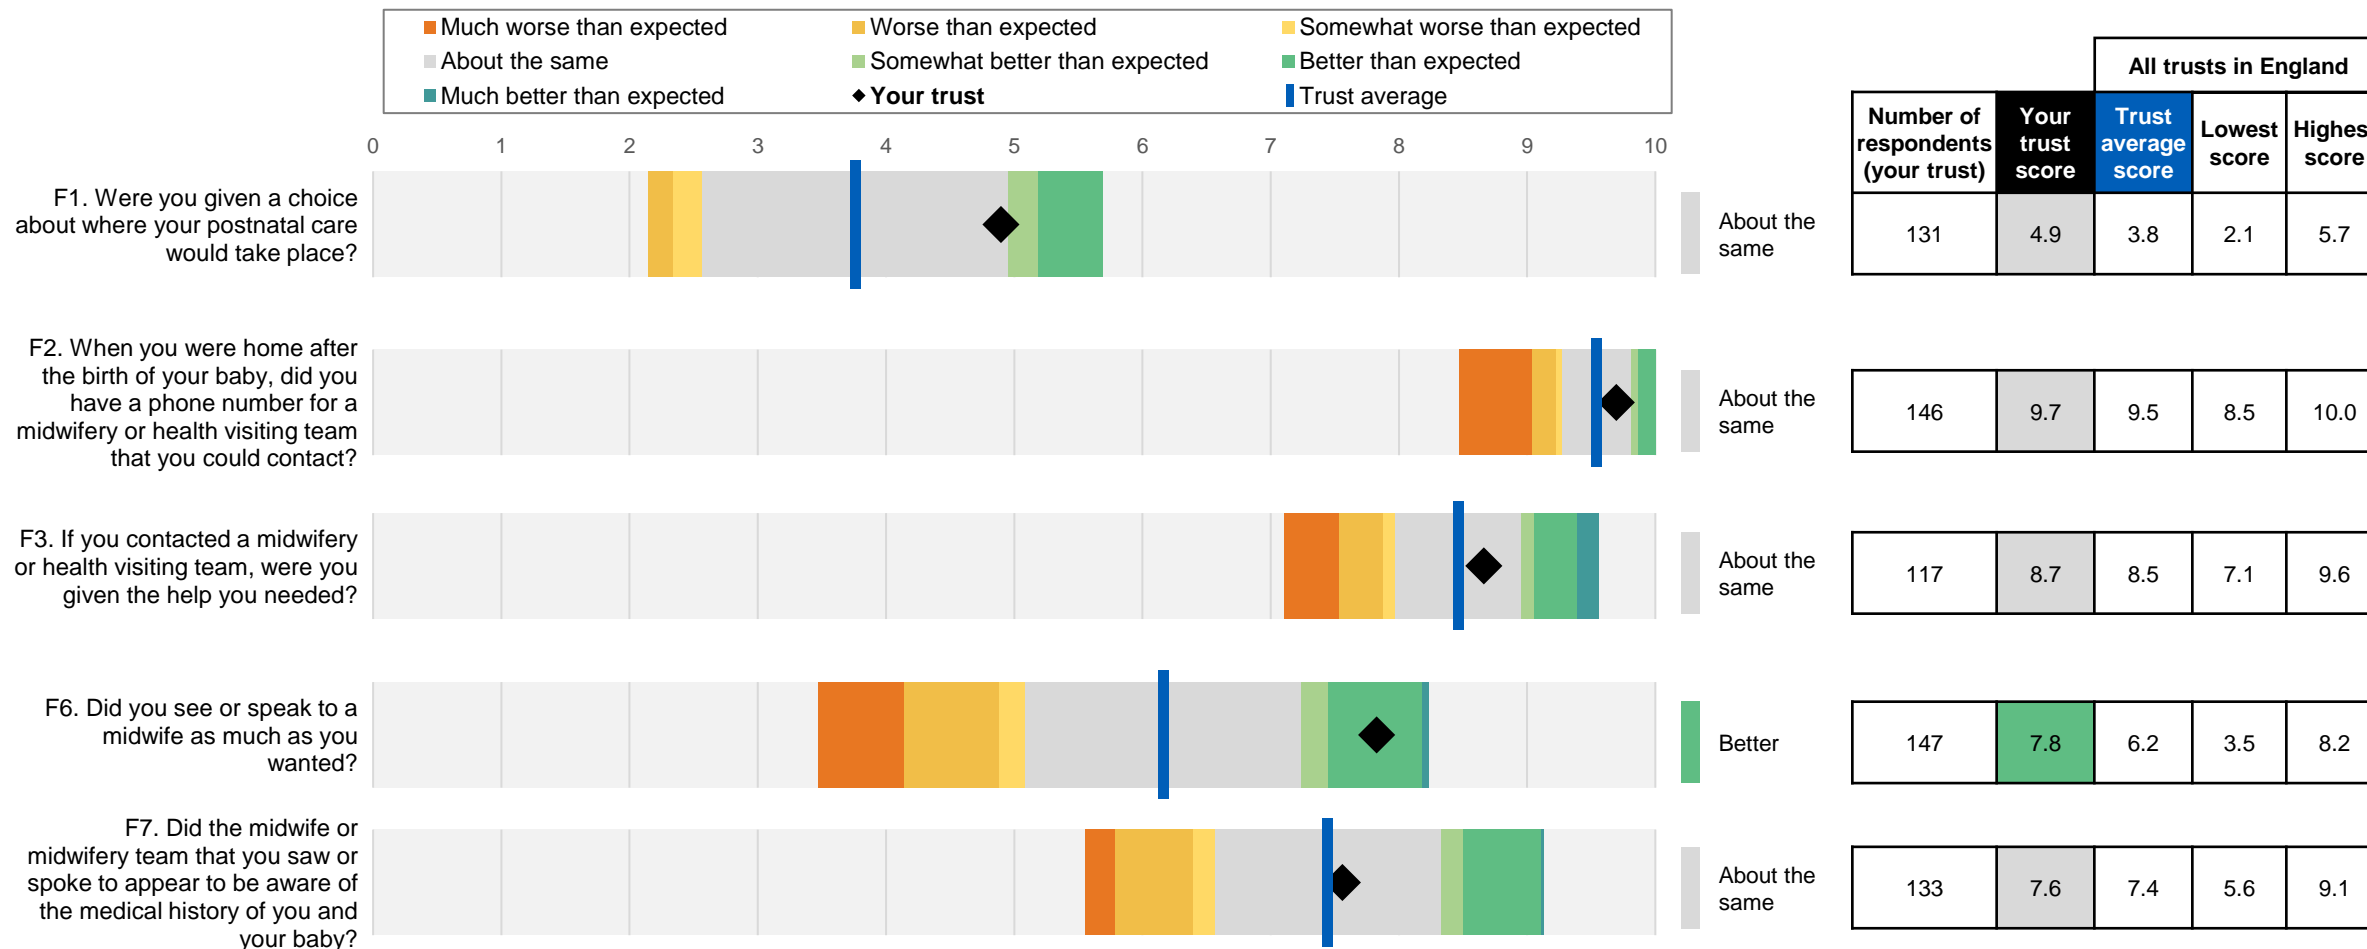 Much worse than expected
Worse than expected
Somewhat worse than expected
About the same
Somewhat better than expected
Better than expected
Much better than expected
Your trust
Trust average
All trusts in England
Number of
respondents
(your trust)
Your
trust
score
Trust
average
score
Lowest
score
Highes
score
0 1 2 3 4 5 6 7 8 9 10
F1. Were you given a choice
about where your postnatal care
would take place?
About the
same
131 4.9 3.8 2.1 5.7
F2. When you were home after
the birth of your baby, did you
have a phone number for a
midwifery or health visiting team
that you could contact?
About the
same
146 9.7 9.5 8.5 10.0
F3. If you contacted a midwifery
or health visiting team, were you
given the help you needed?
About the
same
117 8.7 8.5 7.1 9.6
F6. Did you see or speak to a
midwife as much as you
wanted?
Better
147 7.8 6.2 3.5 8.2
F7. Did the midwife or
midwifery team that you saw or
spoke to appear to be aware of
the medical history of you and
your baby?
About the
same
133 7.6 7.4 5.6 9.1